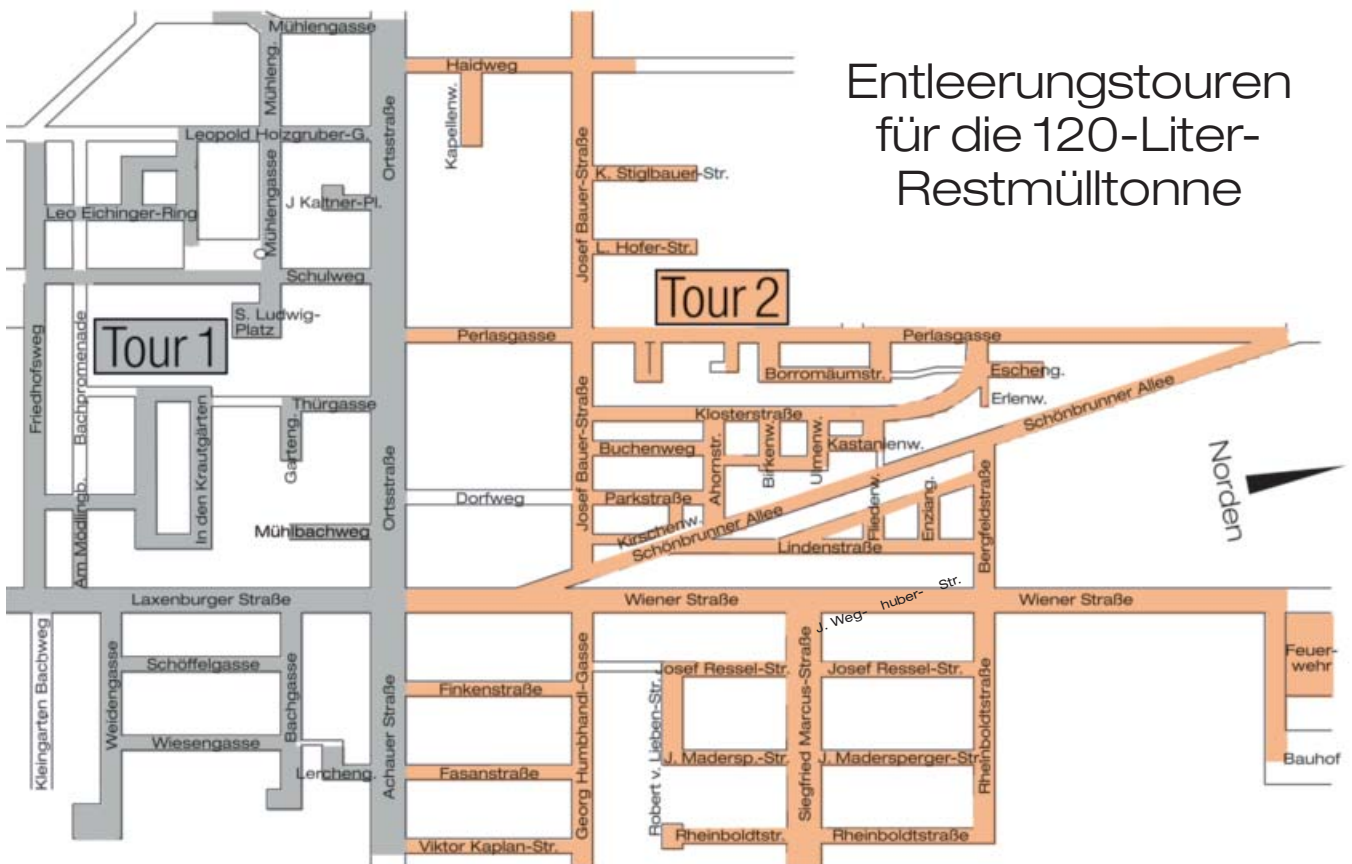 Entleerungstouren
für die 120-Liter-
Restmülltonne
Mühlengasse
Haidweg
Mühleng.
Kapellenw.
Ortsstraße
Leopold Holzgruber-G.
Josef Bauer-Straße
K. Stiglbauer-Str.
J Kaltner-Pl.
Leo Eichinger-Ring
Mühlengasse
L. Hofer-Str.
Schulweg
Tour 2
S. Ludwig-
Platz
Tour 1
Perlasgasse
Perlasgasse
Friedhofsweg
Bachpromenade
Borromäumstr.
Escheng.
Erlenw.
Schönbrunner Allee
Thürgasse
Klosterstraße
In den Krautgärten
Garteng.
Josef Bauer-Straße
Buchenweg
Ahornstr.
Birkenw.
Ulmenw.
Kastanienw.
Norden
Ortsstraße
Dorfweg
Parkstraße
Fliederw.
Enziang.
Bergfeldstraße
Mühlbachweg
Kirschenw.
Schönbrunner Allee
Lindenstraße
Am Mödlingb.
Laxenburger Straße
Wiener Straße
J. Weg- huber- Str.
Wiener Straße
Kleingarten Bachweg
Weidengasse
Schöffelgasse
Bachgasse
Achauer Straße
Finkenstraße
Georg Humbhandl-Gasse
Robert v. Lieben-Str.
Josef Ressel-Str.
Siegfried Marcus-Straße
Josef Ressel-Str.
Rheinboldtstraße
Feuer-
wehr
Wiesengasse
Lercheng.
Fasanstraße
J. Madersp.-Str.
J. Madersperger-Str.
Bauhof
Viktor Kaplan-Str.
Rheinboldtstr.
Rheinboldtstraße